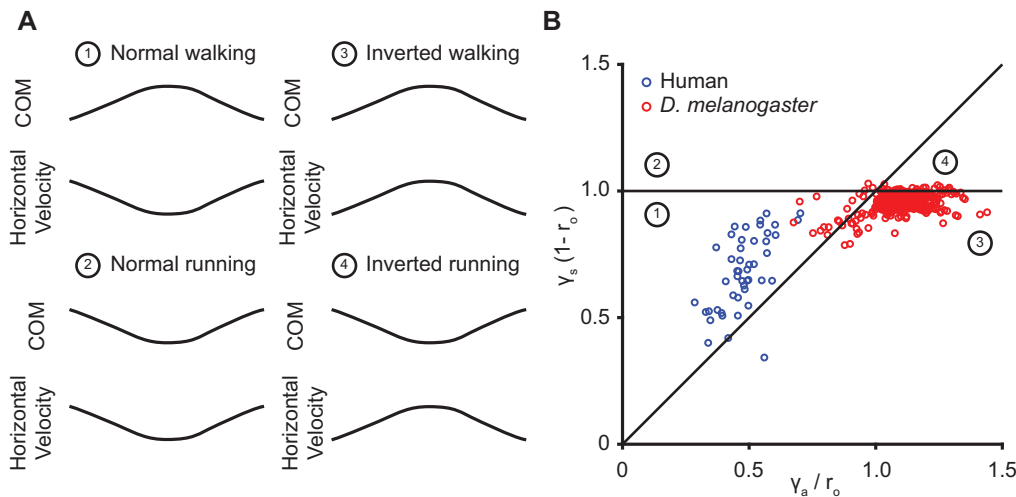 A
① Normal walking
COM
Horizontal
Velocity
③ Inverted walking
COM
Horizontal
Velocity
② Normal running
COM
Horizontal
Velocity
④ Inverted running
COM
Horizontal
Velocity
B
γs (1- ro)
1.5
1.0
0.5
0
Human
D. melanogaster
②
①
④
③
0
0.5
1.0
1.5
γa / ro